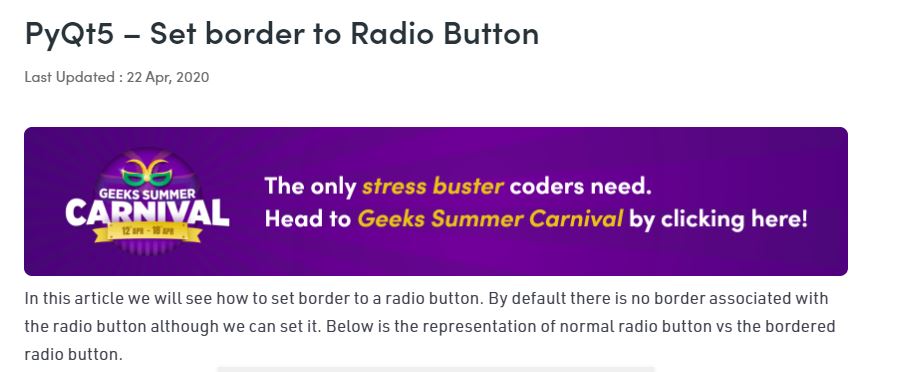 PyQt5 – Set border to Radio Button
Last Updated : 22 Apr, 2020
GEEKS SUMMER
CARNIVAL
12 APR - 18 APR
The only stress buster coders need.
Head to Geeks Summer Carnival by clicking here!
In this article we will see how to set border to a radio button. By default there is no border associated with
the radio button although we can set it. Below is the representation of normal radio button vs the bordered
radio button.